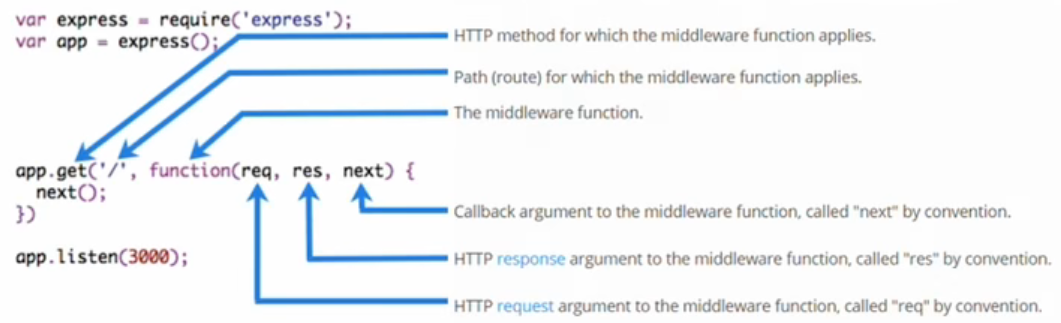 var express = require('express');
var app = express();
HTTP method for which the middleware function applies.
Path (route) for which the middleware function applies.
The middleware function.
app.get('/', function(req, res, next) {
next();
})
Callback argument to the middleware function, called "next" by convention.
app.listen(3000);
HTTP response argument to the middleware function, called "res" by convention.
HTTP request argument to the middleware function, called "req" by convention.